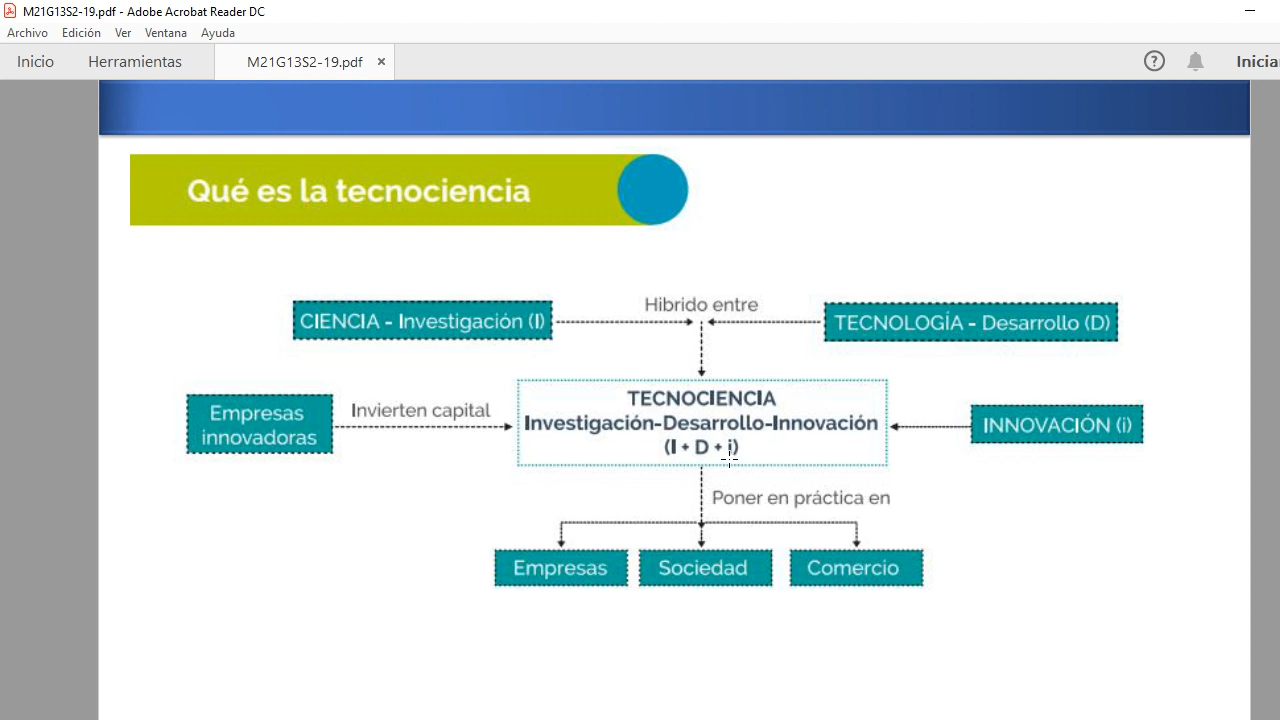 M21G13S2-19.pdf - Adobe Acrobat Reader DC
Archivo Edición Ver Ventana Ayuda
Inicio Herramientas M21G13S2-19.pdf × ? Inicia
Qué es la tecnociencia
Hibrido entre
CIENCIA - Investigación (I) TECNOLOGÍA - Desarrollo (D)
Empresas
innovadoras
Invierten capital
TECNOCIENCIA
Investigación-Desarrollo-Innovación
(I + D + i)
INNOVACIÓN (i)
Poner en práctica en
Empresas Sociedad Comercio